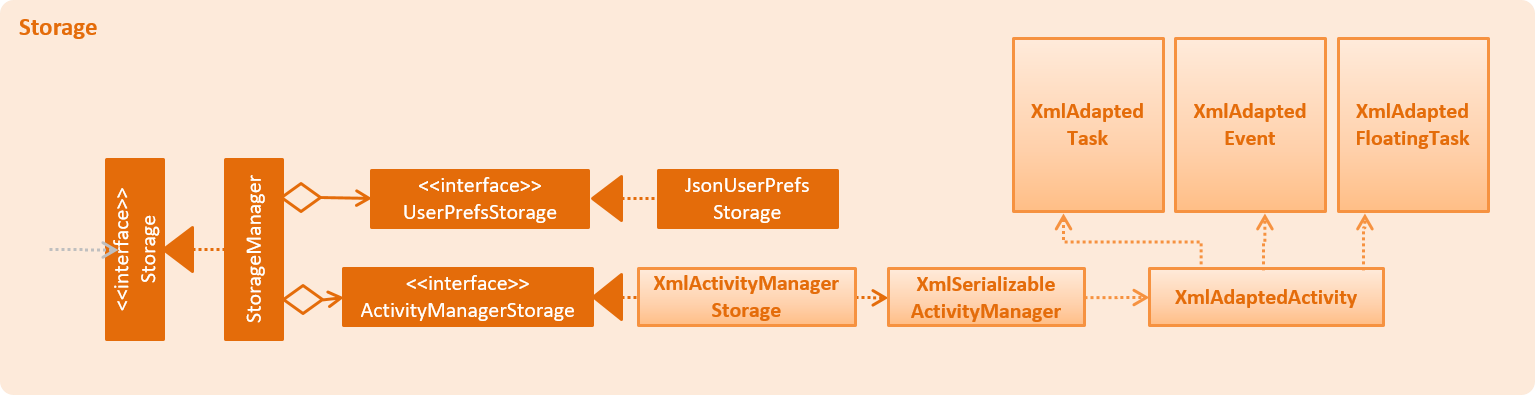 Storage
<<interface>>
Storage
StorageManager
<<interface>>
UserPrefsStorage
JsonUserPrefs
Storage
<<interface>>
ActivityManagerStorage
XmlActivityManager
Storage
XmlSerializable
ActivityManager
XmlAdaptedActivity
XmlAdapted
Task
XmlAdapted
Event
XmlAdapted
FloatingTask